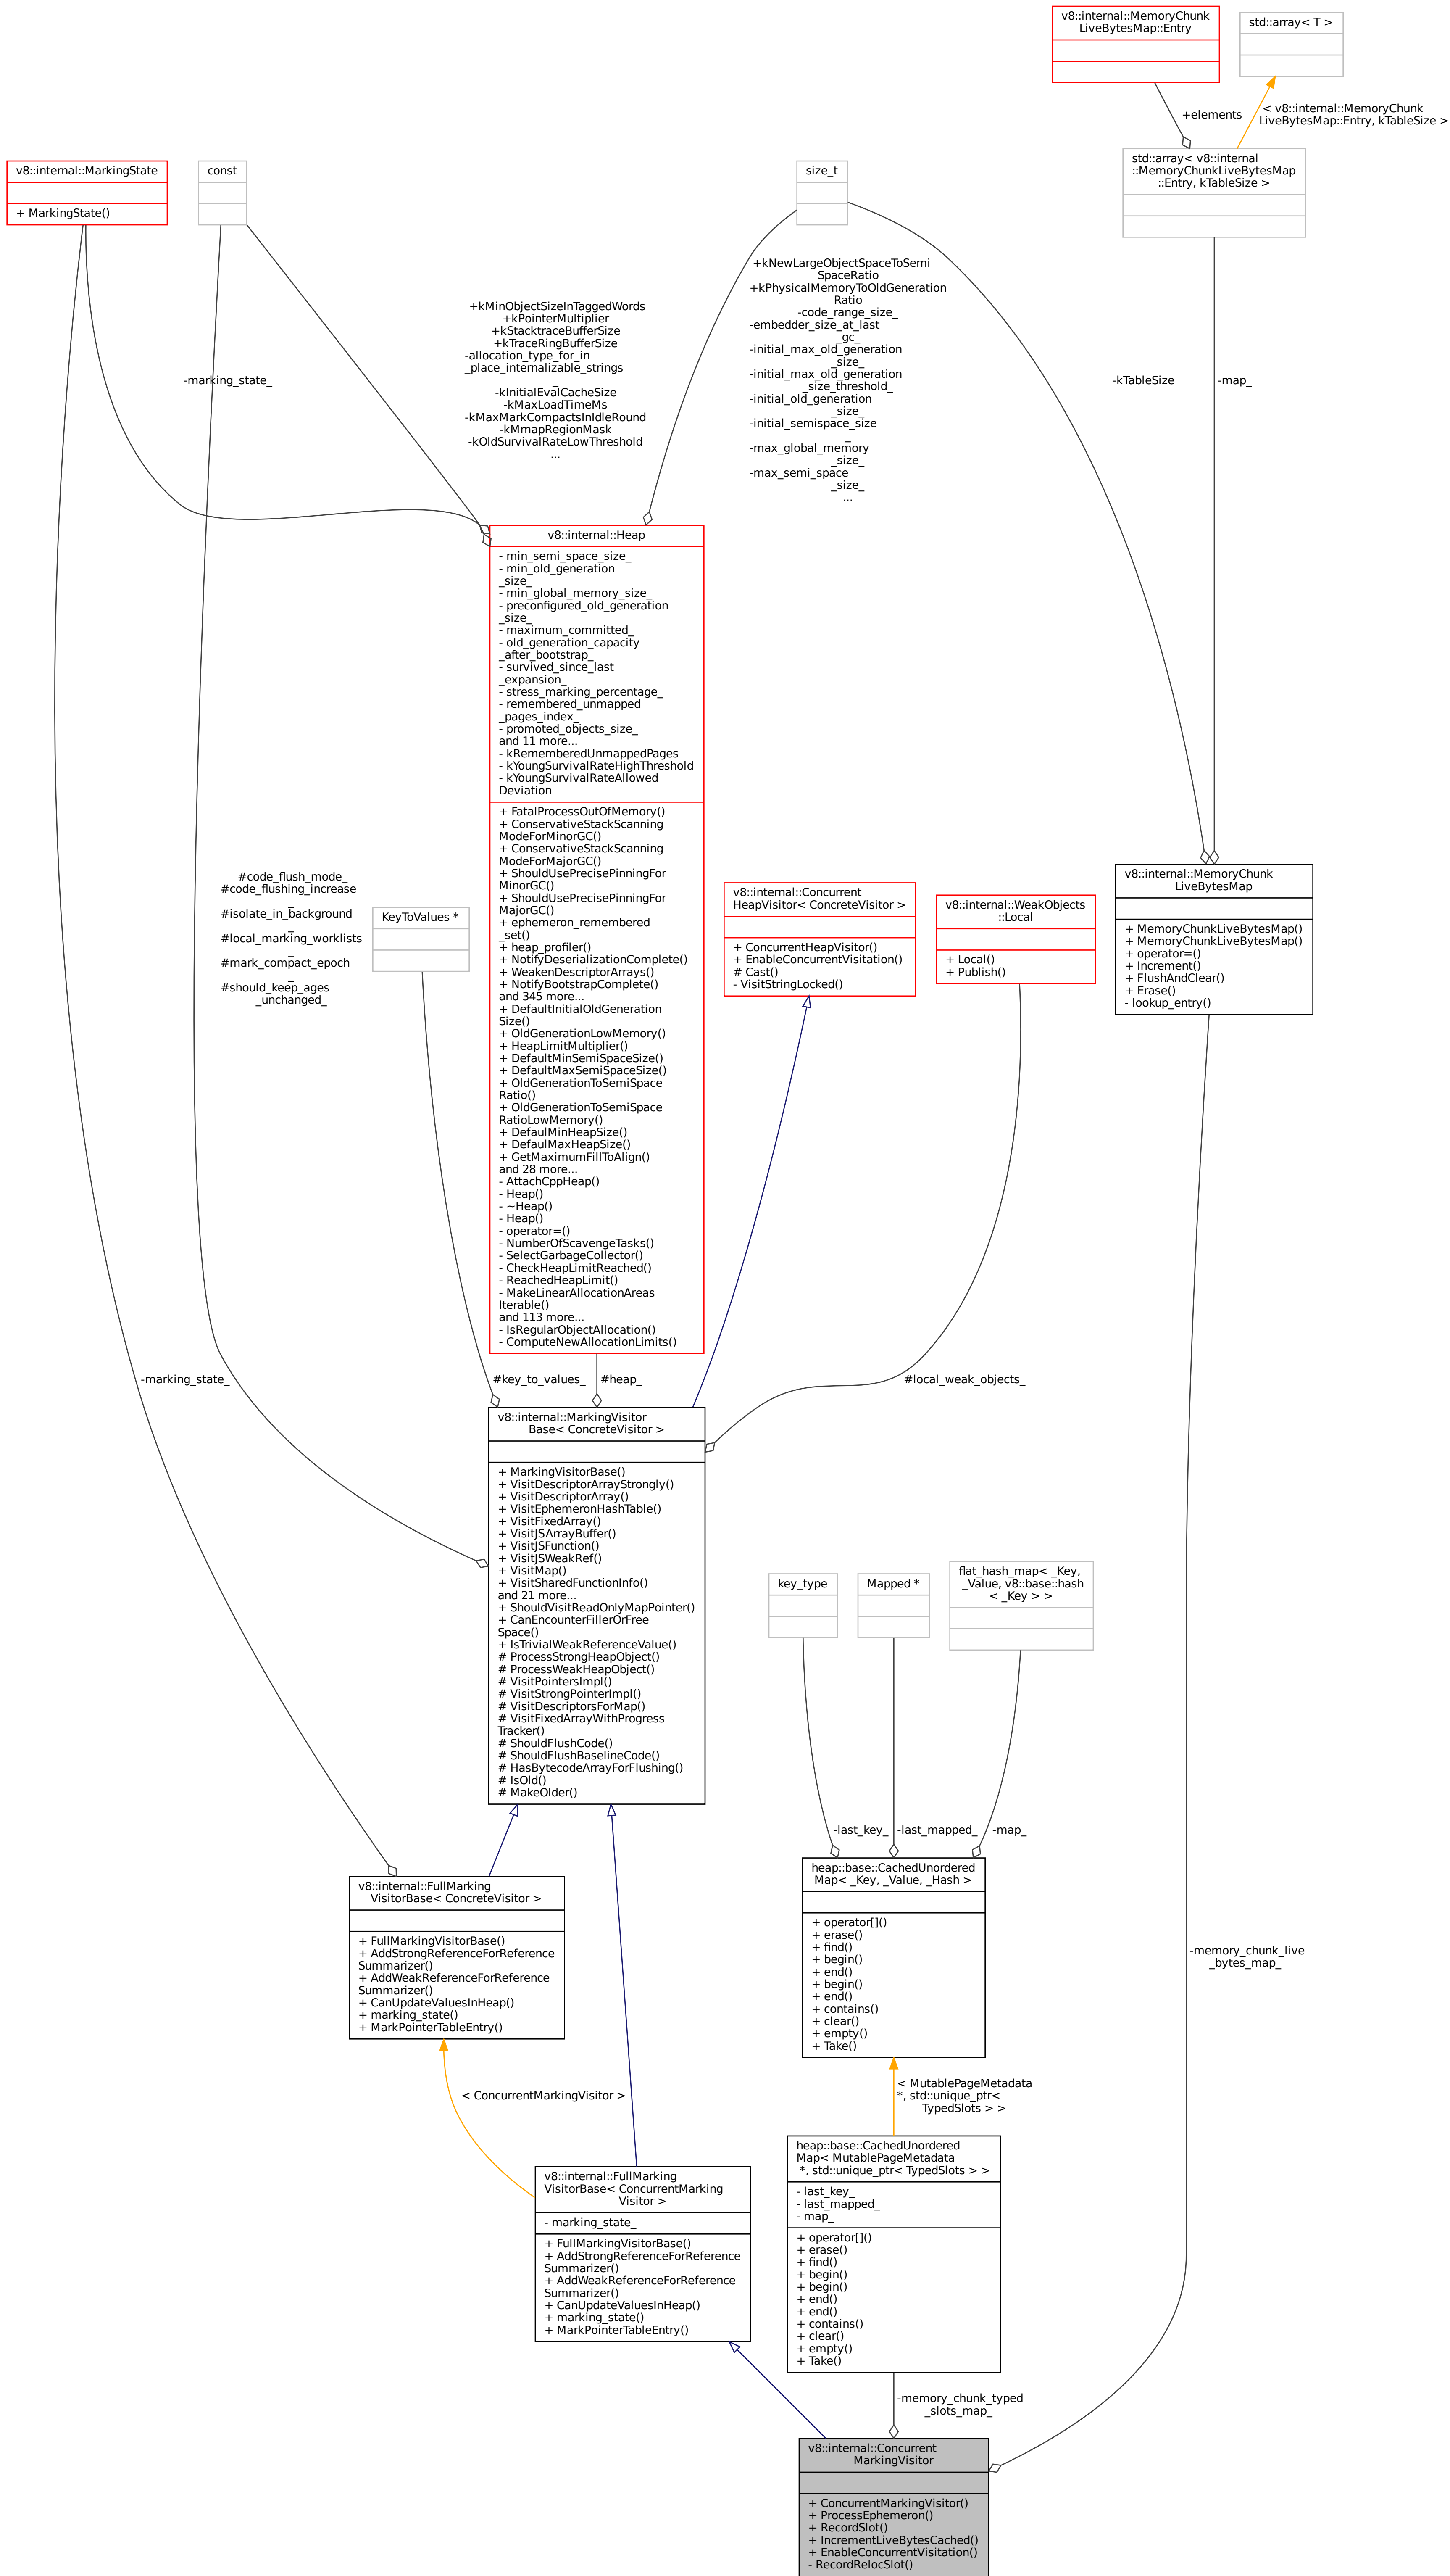 v8::internal::MemoryChunk
LiveBytesMap::Entry
std::array< T >
+elements
< v8::internal::MemoryChunk
LiveBytesMap::Entry, kTableSize >
v8::internal::MarkingState
+ MarkingState()
const
size_t
std::array< v8::internal
::MemoryChunkLiveBytesMap
::Entry, kTableSize >
-marking_state_
+kMinObjectSizeInTaggedWords
+kPointerMultiplier
+kStacktraceBufferSize
+kTraceRingBufferSize
-allocation_type_for_in
_place_internalizable_strings
_
-kInitialEvalCacheSize
-kMaxLoadTimeMs
-kMaxMarkCompactsInIdleRound
-kMmapRegionMask
-kOldSurvivalRateLowThreshold
...
+kNewLargeObjectSpaceToSemi
SpaceRatio
+kPhysicalMemoryToOldGeneration
Ratio
-code_range_size_
-embedder_size_at_last
_gc_
-initial_max_old_generation
_size_
-initial_max_old_generation
_size_threshold_
-initial_old_generation
_size_
-initial_semispace_size
_
-max_global_memory
_size_
-max_semi_space
_size_
...
-kTableSize
-map_
v8::internal::Heap
- min_semi_space_size_
- min_old_generation
_size_
- min_global_memory_size_
- preconfigured_old_generation
_size_
- maximum_committed_
- old_generation_capacity
_after_bootstrap_
- survived_since_last
_expansion_
- stress_marking_percentage_
- remembered_unmapped
_pages_index_
- promoted_objects_size_
and 11 more...
- kRememberedUnmappedPages
- kYoungSurvivalRateHighThreshold
- kYoungSurvivalRateAllowed
Deviation
+ FatalProcessOutOfMemory()
+ ConservativeStackScanning
ModeForMinorGC()
+ ConservativeStackScanning
ModeForMajorGC()
+ ShouldUsePrecisePinningFor
MinorGC()
+ ShouldUsePrecisePinningFor
MajorGC()
+ ephemeron_remembered
_set()
+ heap_profiler()
+ NotifyDeserializationComplete()
+ WeakenDescriptorArrays()
+ NotifyBootstrapComplete()
and 345 more...
+ DefaultInitialOldGeneration
Size()
+ OldGenerationLowMemory()
+ HeapLimitMultiplier()
+ DefaultMinSemiSpaceSize()
+ DefaultMaxSemiSpaceSize()
+ OldGenerationToSemiSpace
Ratio()
+ OldGenerationToSemiSpace
RatioLowMemory()
+ DefaulMinHeapSize()
+ DefaulMaxHeapSize()
+ GetMaximumFillToAlign()
and 28 more...
- AttachCppHeap()
- Heap()
- ~Heap()
- Heap()
- operator=()
- NumberOfScavengeTasks()
- SelectGarbageCollector()
- CheckHeapLimitReached()
- ReachedHeapLimit()
- MakeLinearAllocationAreas
Iterable()
and 113 more...
- IsRegularObjectAllocation()
- ComputeNewAllocationLimits()
#code_flush_mode_
#code_flushing_increase
_
#isolate_in_background
_
#local_marking_worklists
_
#mark_compact_epoch
_
#should_keep_ages
_unchanged_
KeyToValues *
v8::internal::Concurrent
HeapVisitor< ConcreteVisitor >
+ ConcurrentHeapVisitor()
+ EnableConcurrentVisitation()
# Cast()
- VisitStringLocked()
v8::internal::WeakObjects
::Local
+ Local()
+ Publish()
v8::internal::MemoryChunk
LiveBytesMap
+ MemoryChunkLiveBytesMap()
+ MemoryChunkLiveBytesMap()
+ operator=()
+ Increment()
+ FlushAndClear()
+ Erase()
- lookup_entry()
-marking_state_
#key_to_values_
#heap_
#local_weak_objects_
v8::internal::MarkingVisitor
Base< ConcreteVisitor >
+ MarkingVisitorBase()
+ VisitDescriptorArrayStrongly()
+ VisitDescriptorArray()
+ VisitEphemeronHashTable()
+ VisitFixedArray()
+ VisitJSArrayBuffer()
+ VisitJSFunction()
+ VisitJSWeakRef()
+ VisitMap()
+ VisitSharedFunctionInfo()
and 21 more...
+ ShouldVisitReadOnlyMapPointer()
+ CanEncounterFillerOrFree
Space()
+ IsTrivialWeakReferenceValue()
# ProcessStrongHeapObject()
# ProcessWeakHeapObject()
# VisitPointersImpl()
# VisitStrongPointerImpl()
# VisitDescriptorsForMap()
# VisitFixedArrayWithProgress
Tracker()
# ShouldFlushCode()
# ShouldFlushBaselineCode()
# HasBytecodeArrayForFlushing()
# IsOld()
# MakeOlder()
key_type
Mapped *
flat_hash_map< _Key,
_Value, v8::base::hash
< _Key > >
-last_key_
-last_mapped_
-map_
v8::internal::FullMarking
VisitorBase< ConcreteVisitor >
+ FullMarkingVisitorBase()
+ AddStrongReferenceForReference
Summarizer()
+ AddWeakReferenceForReference
Summarizer()
+ CanUpdateValuesInHeap()
+ marking_state()
+ MarkPointerTableEntry()
heap::base::CachedUnordered
Map< _Key, _Value, _Hash >
+ operator[]()
+ erase()
+ find()
+ begin()
+ end()
+ begin()
+ end()
+ contains()
+ clear()
+ empty()
+ Take()
-memory_chunk_live
_bytes_map_
< ConcurrentMarkingVisitor >
< MutablePageMetadata
*, std::unique_ptr<
TypedSlots > >
v8::internal::FullMarking
VisitorBase< ConcurrentMarking
Visitor >
- marking_state_
+ FullMarkingVisitorBase()
+ AddStrongReferenceForReference
Summarizer()
+ AddWeakReferenceForReference
Summarizer()
+ CanUpdateValuesInHeap()
+ marking_state()
+ MarkPointerTableEntry()
heap::base::CachedUnordered
Map< MutablePageMetadata
*, std::unique_ptr< TypedSlots > >
- last_key_
- last_mapped_
- map_
+ operator[]()
+ erase()
+ find()
+ begin()
+ begin()
+ end()
+ end()
+ contains()
+ clear()
+ empty()
+ Take()
-memory_chunk_typed
_slots_map_
v8::internal::Concurrent
MarkingVisitor
+ ConcurrentMarkingVisitor()
+ ProcessEphemeron()
+ RecordSlot()
+ IncrementLiveBytesCached()
+ EnableConcurrentVisitation()
- RecordRelocSlot()